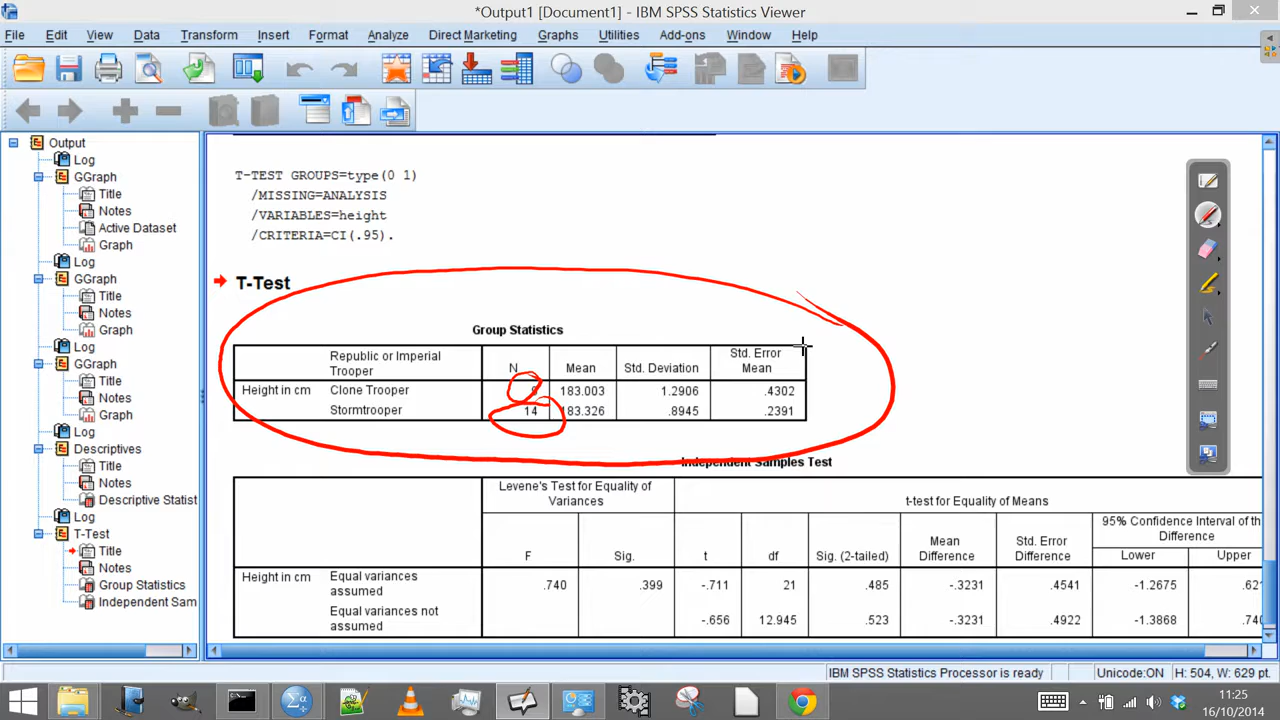 *Output1 [Document1] - IBM SPSS Statistics Viewer
File Edit View Data Transform Insert Format Analyze Direct Marketing Graphs Utilities Add-ons Window Help
Output
Log
GGraph
Title
Notes
Active Dataset
Graph
Log
GGraph
Title
Notes
Graph
Log
GGraph
Title
Notes
Graph
Log
Descriptives
Title
Notes
Descriptive Statist
Log
T-Test
Title
Notes
Group Statistics
Independent Sam
T-TEST GROUPS=type(0 1)
/MISSING=ANALYSIS
/VARIABLES=height
/CRITERIA=CI(.95).
T-Test
Group Statistics
Republic or Imperial
Trooper
N
Mean
Std. Deviation
Std. Error
Mean
Height in cm Clone Trooper 183.003 1.2906 .4302
Stormtrooper 14 183.326 .8945 .2391
Independent Samples Test
Levene's Test for Equality of
Variances
t-test for Equality of Means
F
Sig.
t
df
Sig. (2-tailed)
Mean
Difference
Std. Error
Difference
95% Confidence Interval of th
Difference
Lower Upper
Height in cm
Equal variances
assumed
.740 .399 -.711 21 .485 -.3231 .4541 -1.2675 .621
Equal variances not
assumed
-.656 12.945 .523 -.3231 .4922 -1.3868 .740
IBM SPSS Statistics Processor is ready
Unicode:ON
H: 504, W: 629 pt.
11:25
16/10/2014